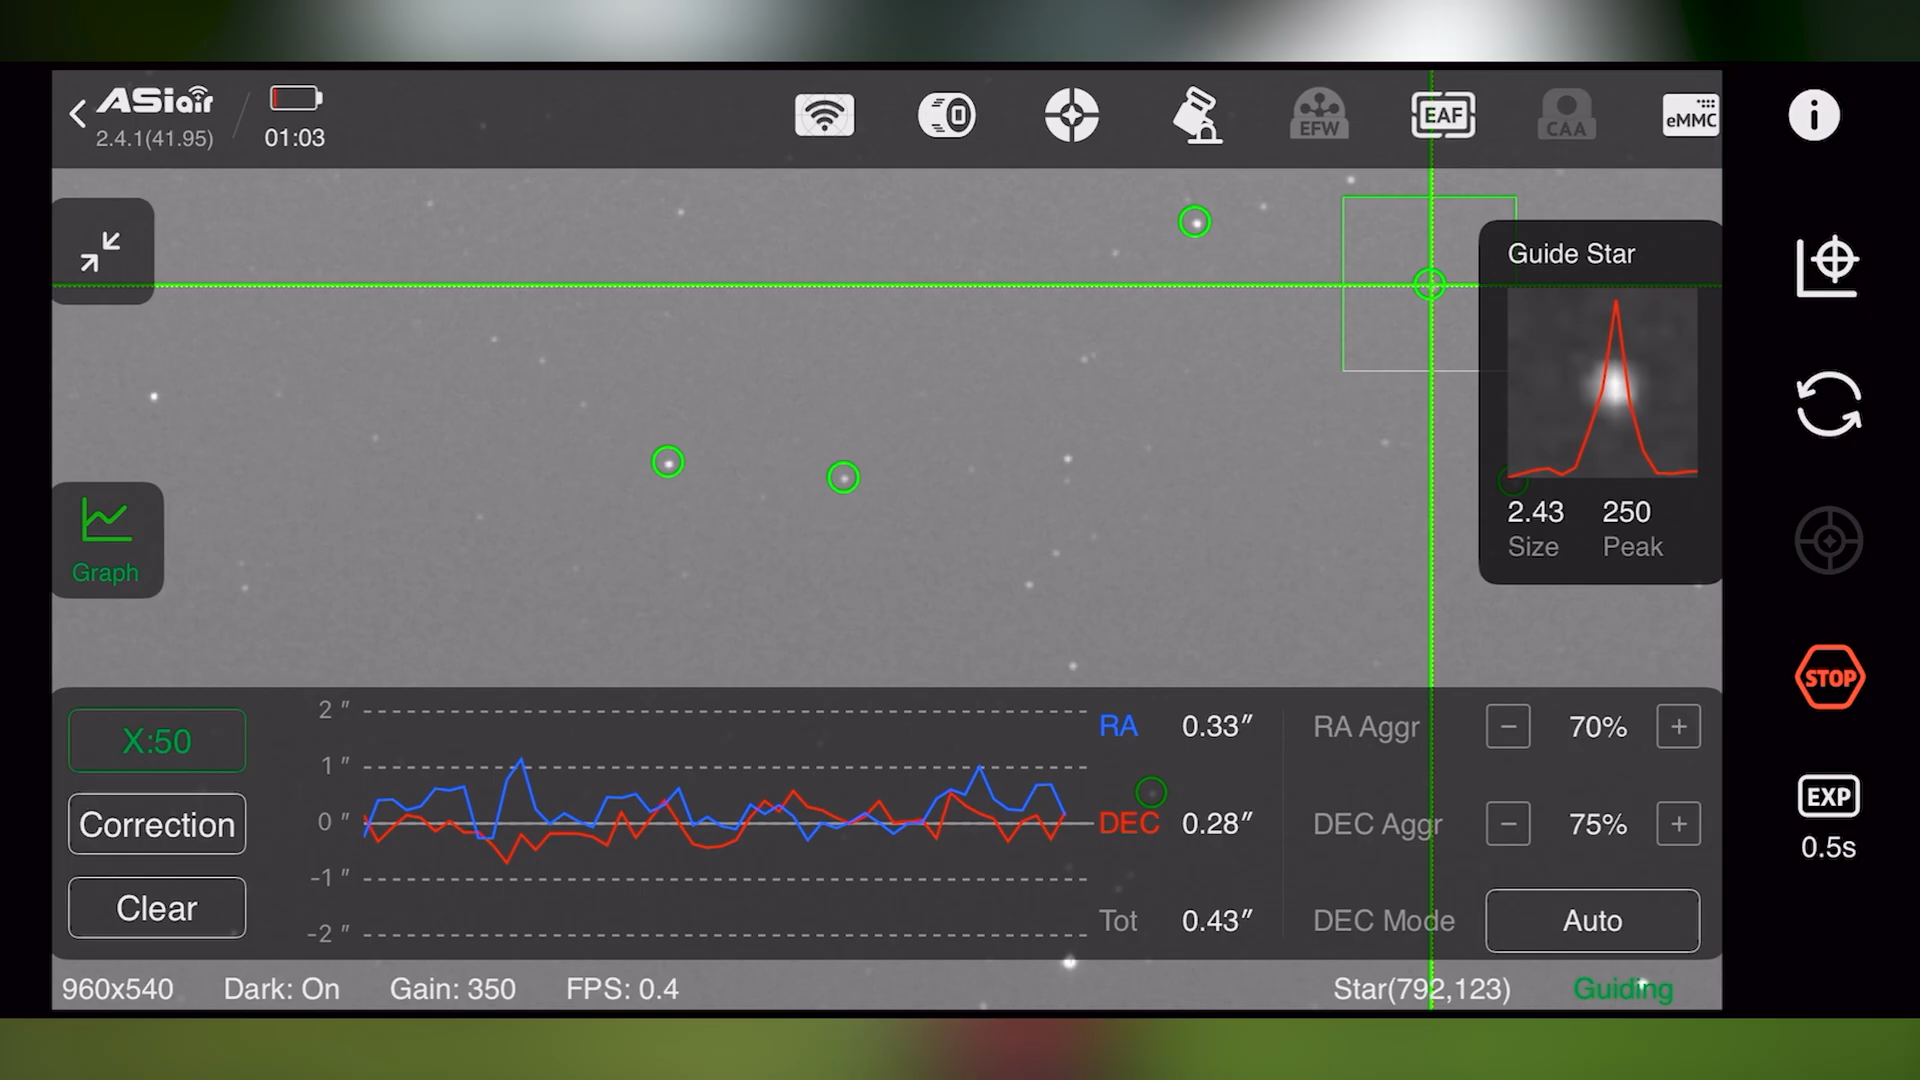 ASiair
2.4.1(41.95)
01:03
EFW
EAF
CAA
eMMC
i
Guide Star
2.43 250
Size Peak
Graph
STOP
EXP
0.5s
X:50
Correction
Clear
2 ″
1 ″
0 ″
-1 ″
-2 ″
RA 0.33″
DEC 0.28″
Tot 0.43″
RA Aggr − 70% +
DEC Aggr − 75% +
DEC Mode Auto
960x540 Dark: On Gain: 350 FPS: 0.4 Star(792,123) Guiding